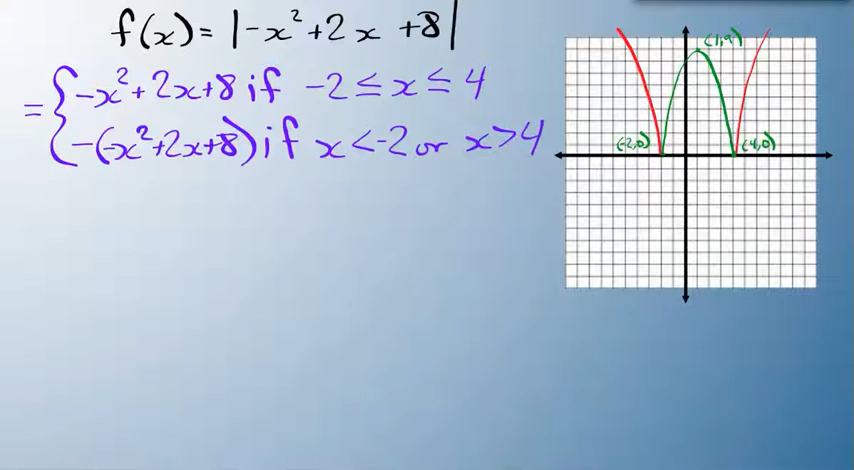 f(x) = |-x²+2x +8|
= { -x²+2x+8 if -2 ≤ x ≤ 4
-(-x²+2x+8) if x<-2 or x>4
(1,9)
(-2,0) (4,0)